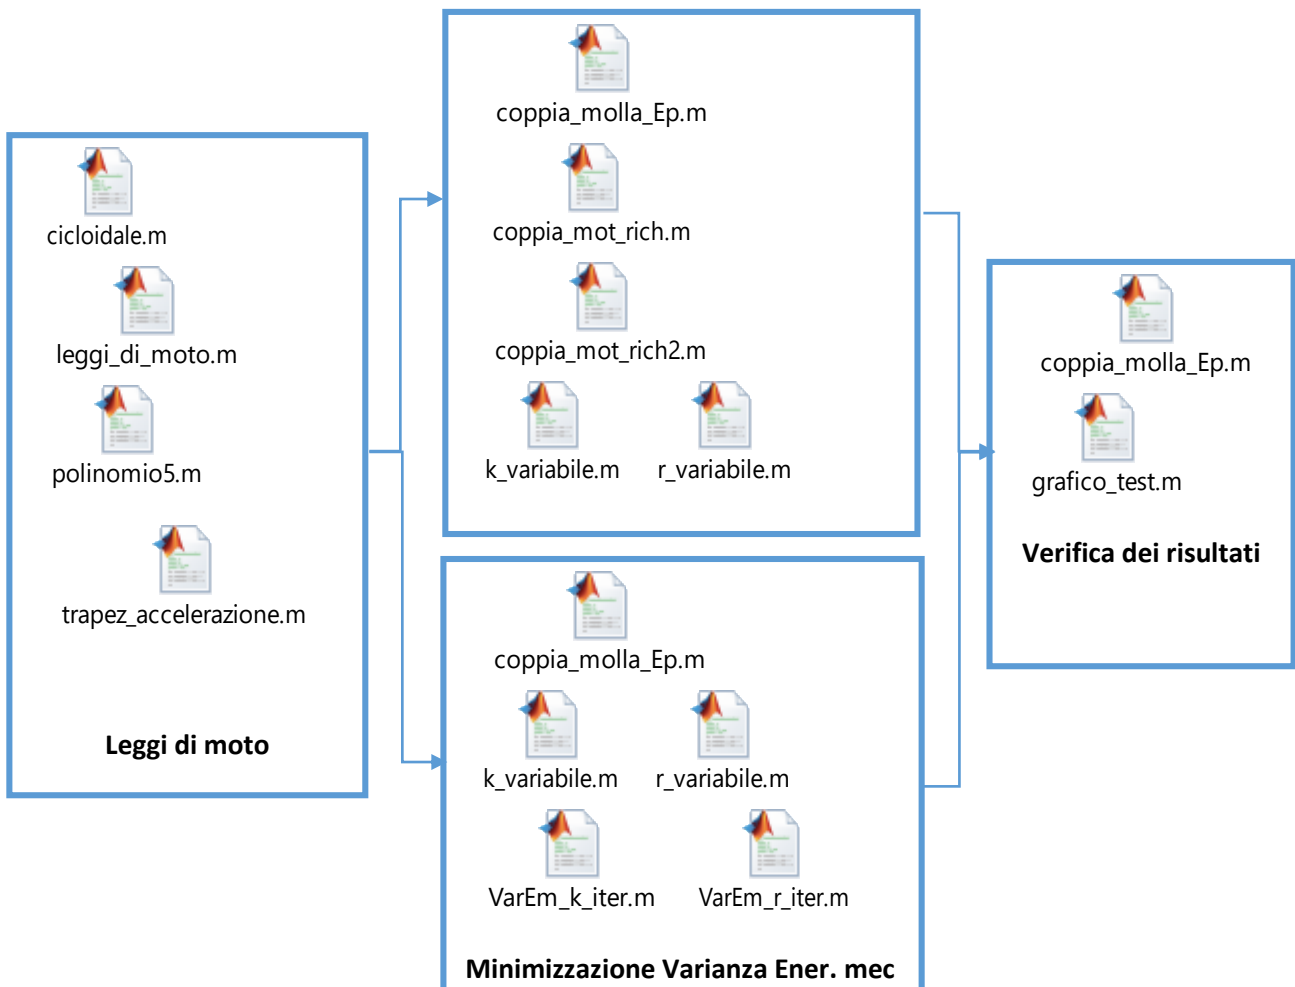 cicloidale.m
leggi_di_moto.m
polinomio5.m
trapez_accelerazione.m
Leggi di moto
coppia_molla_Ep.m
coppia_mot_rich.m
coppia_mot_rich2.m
k_variabile.m r_variabile.m
coppia_molla_Ep.m
k_variabile.m r_variabile.m
VarEm_k_iter.m VarEm_r_iter.m
Minimizzazione Varianza Ener. mec
coppia_molla_Ep.m
grafico_test.m
Verifica dei risultati